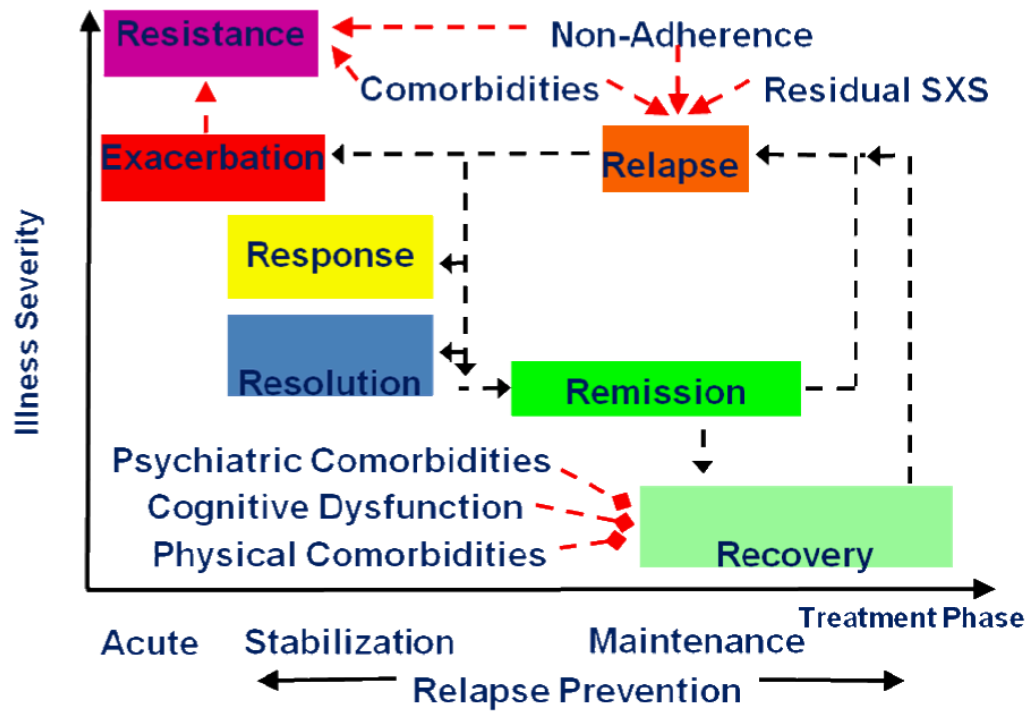 Resistance
Non-Adherence
Comorbidities
Residual SXS
Exacerbation
Relapse
Response
Resolution
Remission
Psychiatric Comorbidities
Cognitive Dysfunction
Physical Comorbidities
Recovery
Illness Severity
Treatment Phase
Acute
Stabilization
Maintenance
Relapse Prevention